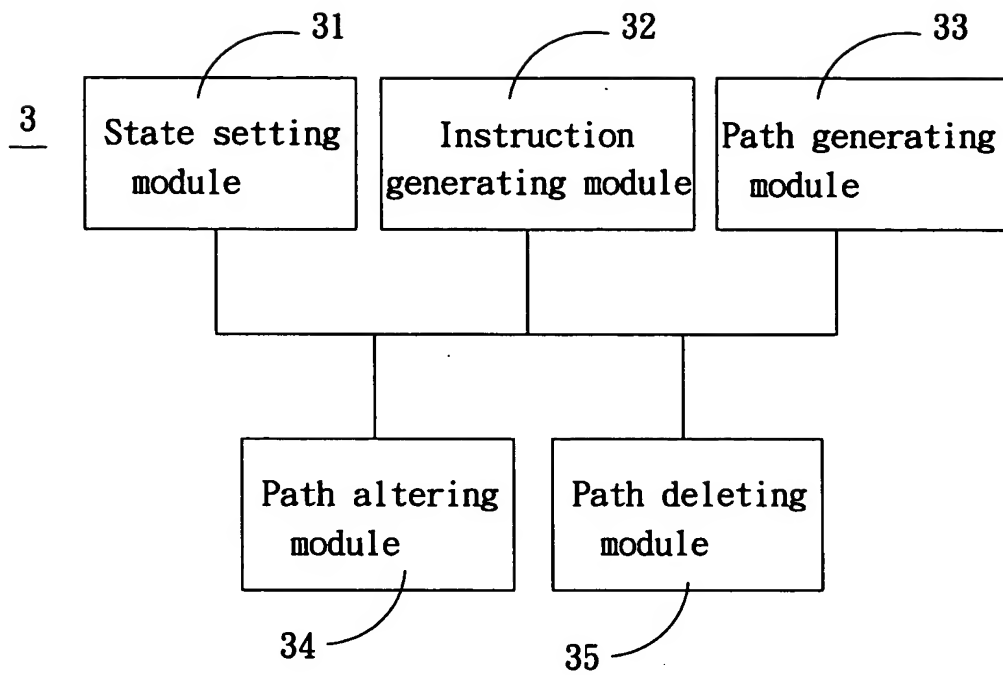 31
32
33
3
State setting
module
Instruction
generating module
Path generating
module
Path altering
module
Path deleting
module
34
35